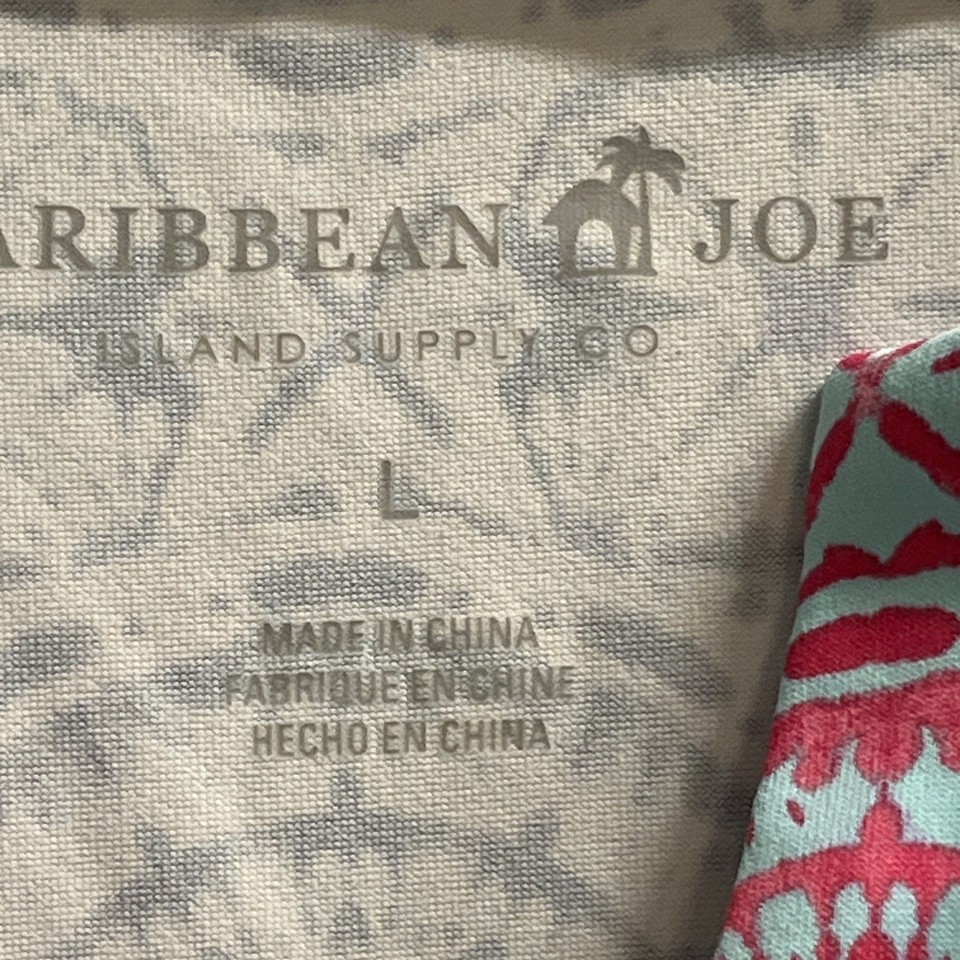 ARIBBEAN JOE
ISLAND SUPPLY CO.
L
MADE IN CHINA
FABRIQUE EN CHINE
HECHO EN CHINA